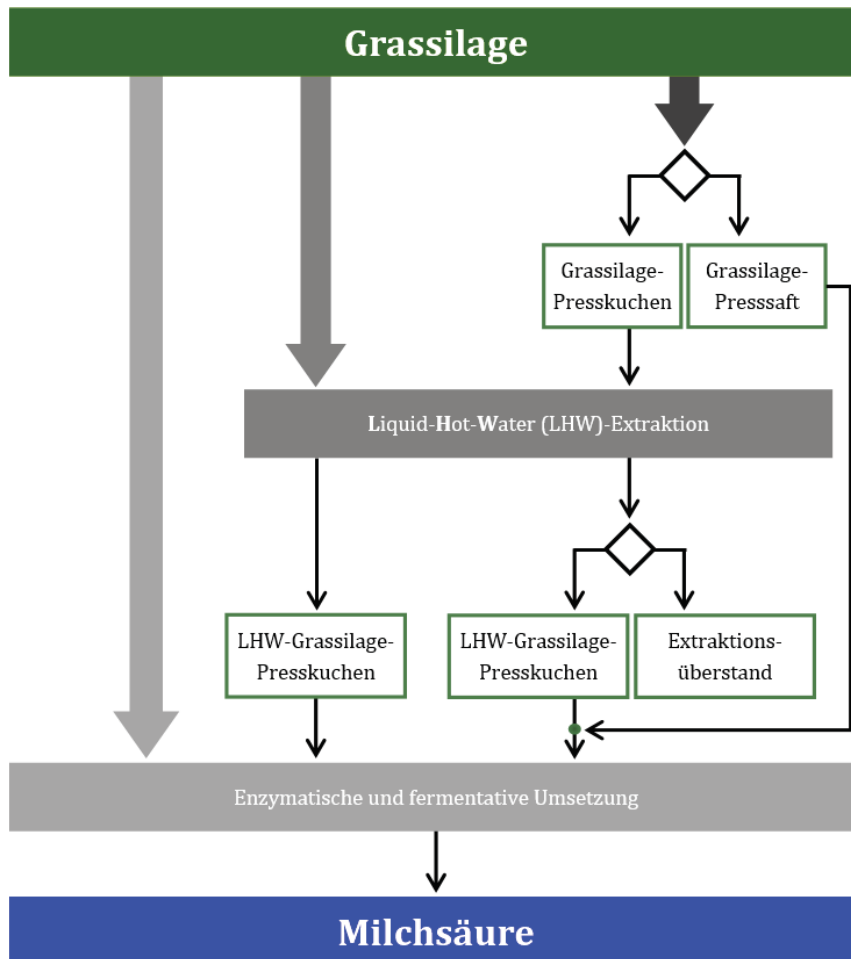 Grassilage
Grassilage-
Presskuchen
Grassilage-
Presssaft
Liquid-Hot-Water (LHW)-Extraktion
LHW-Grassilage-
Presskuchen
LHW-Grassilage-
Presskuchen
Extraktions-
überstand
Enzymatische und fermentative Umsetzung
Milchsäure